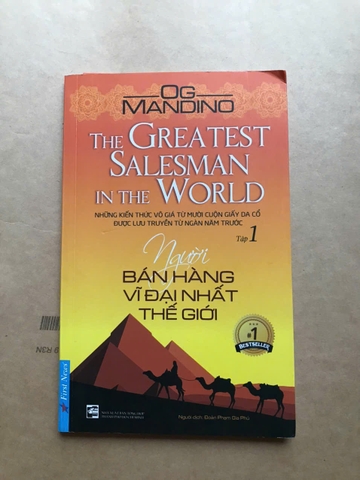 OG
MANDINO
THE GREATEST
SALESMAN
IN THE WORLD
NHỮNG KIẾN THỨC VÔ GIÁ TỪ MƯỜI CUỘN GIẤY DA CỔ
ĐƯỢC LƯU TRUYỀN TỪ NGÀN NĂM TRƯỚC
Tập 1
Người
BÁN HÀNG
VĨ ĐẠI NHẤT
THẾ GIỚI
#1
BESTSELLER
First News
Người dịch: Đoàn Phạm Gia Phú